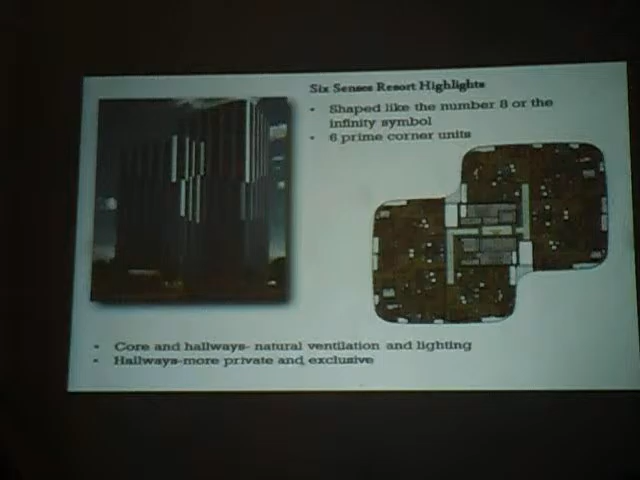 Six Senses Resort Highlights
• Shaped like the number 8 or the
infinity symbol
• 6 prime corner units
• Core and hallways- natural ventilation and lighting
• Hallways-more private and exclusive